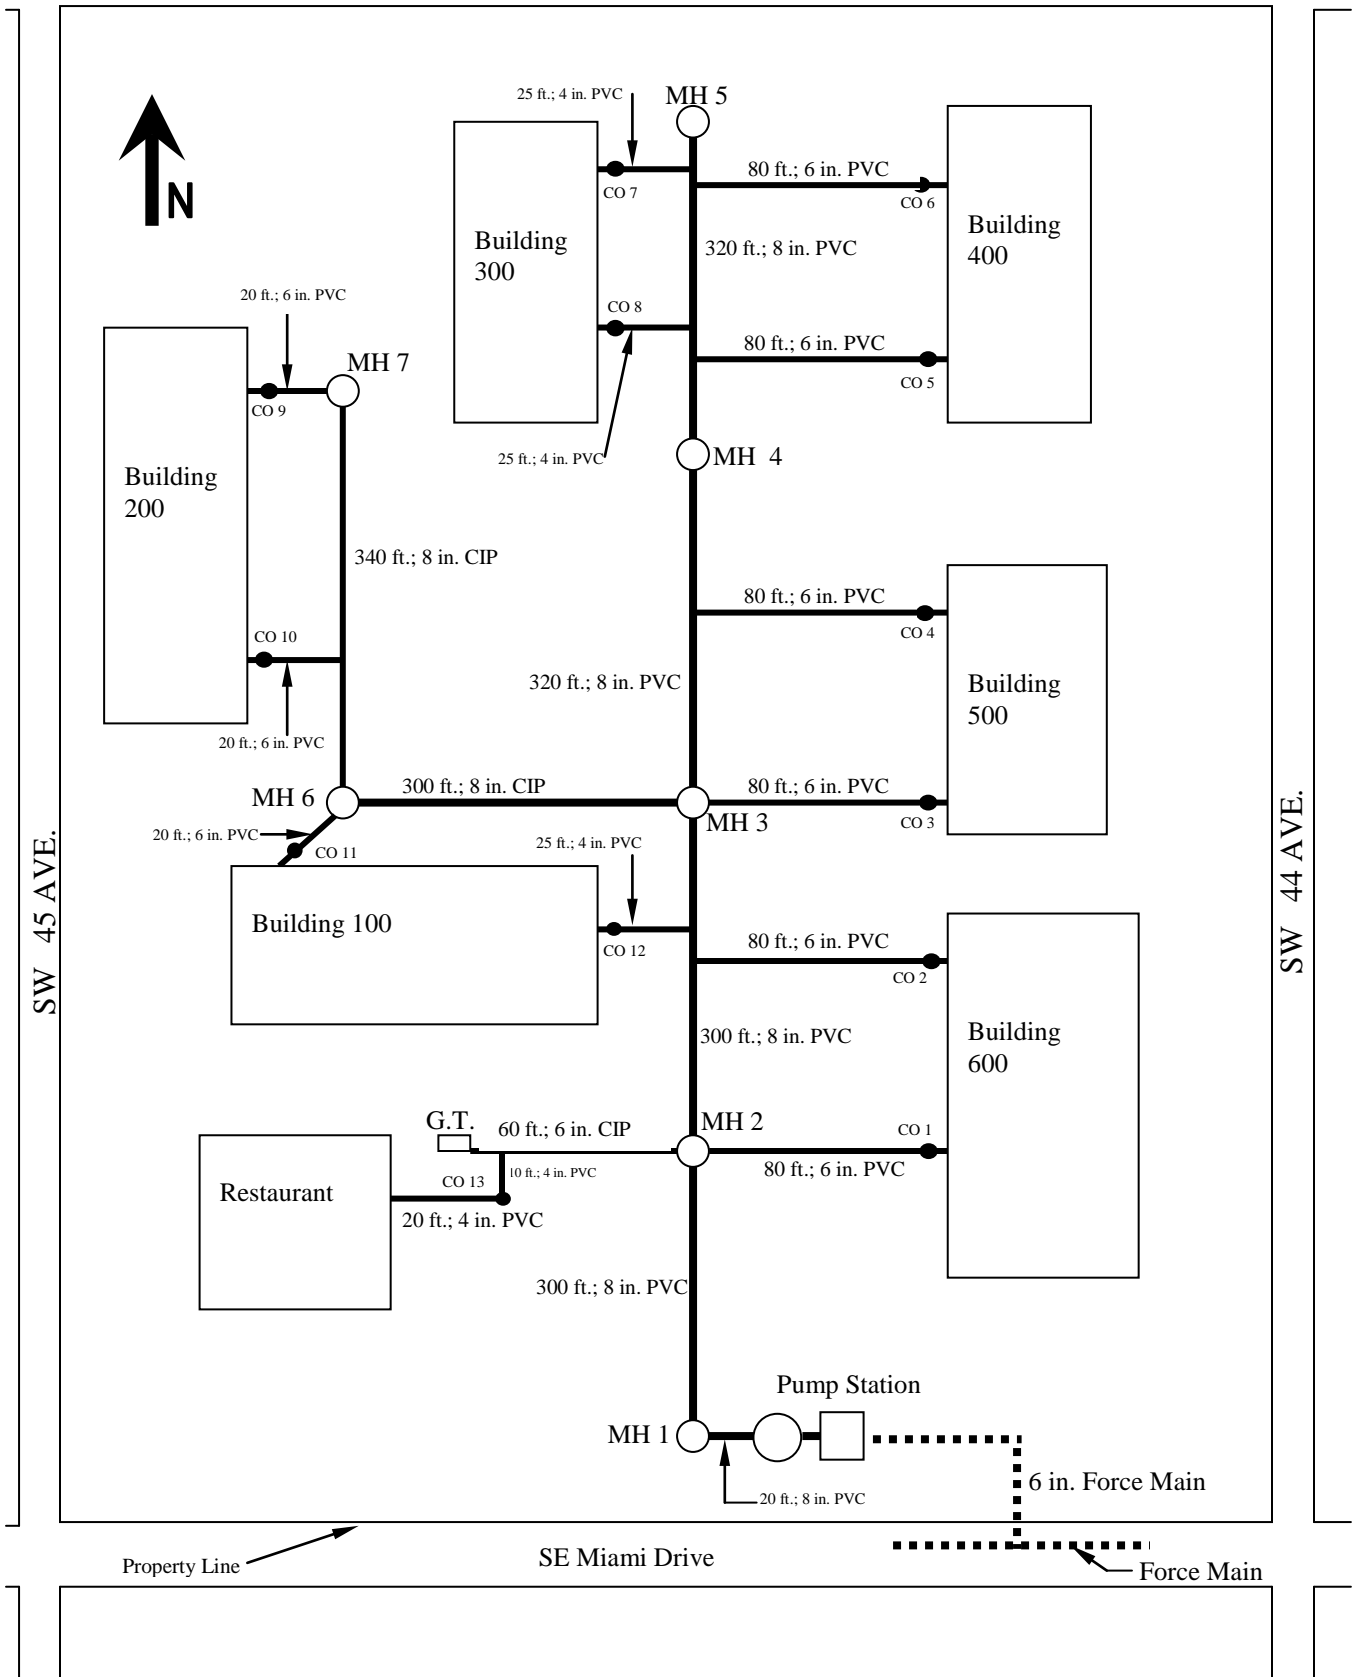 25 ft.; 4 in. PVC
MH 5
80 ft.; 6 in. PVC
CO 7
CO 6
N
Building
300
320 ft.; 8 in. PVC
Building
400
20 ft.; 6 in. PVC
CO 8
80 ft.; 6 in. PVC
MH 7
CO 5
CO 9
25 ft.; 4 in. PVC
MH 4
Building
200
340 ft.; 8 in. CIP
80 ft.; 6 in. PVC
CO 4
CO 10
320 ft.; 8 in. PVC
Building
500
20 ft.; 6 in. PVC
300 ft.; 8 in. CIP
80 ft.; 6 in. PVC
MH 6
MH 3
CO 3
20 ft.; 6 in. PVC
CO 11
25 ft.; 4 in. PVC
SW 45 AVE.
SW 44 AVE.
Building 100
80 ft.; 6 in. PVC
CO 12
CO 2
300 ft.; 8 in. PVC
Building
600
G.T.
60 ft.; 6 in. CIP
MH 2
CO 1
10 ft.; 4 in. PVC
80 ft.; 6 in. PVC
CO 13
Restaurant
20 ft.; 4 in. PVC
300 ft.; 8 in. PVC
Pump Station
MH 1
6 in. Force Main
20 ft.; 8 in. PVC
SE Miami Drive
Property Line
Force Main